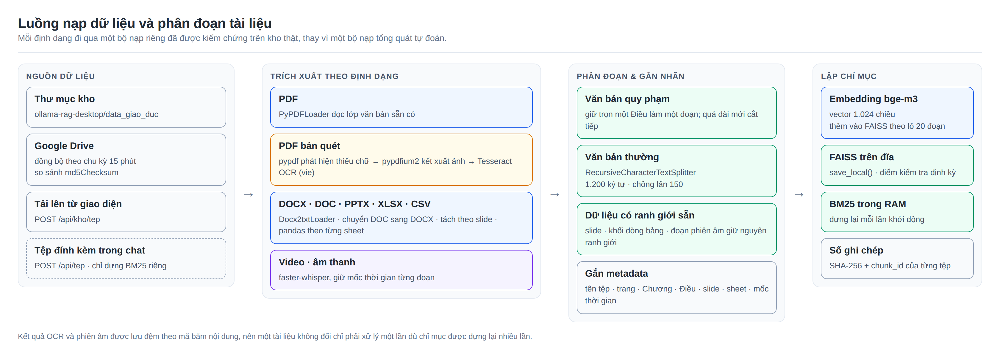 Luồng nạp dữ liệu và phân đoạn tài liệu
Mỗi định dạng đi qua một bộ nạp riêng đã được kiểm chứng trên kho thật, thay vì một bộ nạp tổng quát tự đoán.
NGUỒN DỮ LIỆU
Thư mục kho
ollama-rag-desktop/data_giao_duc
Google Drive
đồng bộ theo chu kỳ 15 phút
so sánh md5Checksum
Tải lên từ giao diện
POST /api/kho/tep
Tệp đính kèm trong chat
POST /api/tep · chỉ dựng BM25 riêng
→
TRÍCH XUẤT THEO ĐỊNH DẠNG
PDF
PyPDFLoader đọc lớp văn bản sẵn có
PDF bản quét
pypdf phát hiện thiếu chữ → pypdfium2 kết xuất ảnh → Tesseract
OCR (vie)
DOCX · DOC · PPTX · XLSX · CSV
Docx2txtLoader · chuyển DOC sang DOCX · tách theo slide ·
pandas theo từng sheet
Video · âm thanh
faster-whisper, giữ mốc thời gian từng đoạn
→
PHÂN ĐOẠN & GẮN NHÃN
Văn bản quy phạm
giữ trọn một Điều làm một đoạn; quá dài mới cắt
tiếp
Văn bản thường
RecursiveCharacterTextSplitter
1.200 ký tự · chồng lấn 150
Dữ liệu có ranh giới sẵn
slide · khối dòng bảng · đoạn phiên âm giữ nguyên
ranh giới
Gắn metadata
tên tệp · trang · Chương · Điều · slide · sheet · mốc
thời gian
→
LẬP CHỈ MỤC
Embedding bge-m3
vector 1.024 chiều
thêm vào FAISS theo lô 20 đoạn
FAISS trên đĩa
save_local() · điểm kiểm tra định kỳ
BM25 trong RAM
dựng lại mỗi lần khởi động
Sổ ghi chép
SHA-256 + chunk_id của từng tệp
Kết quả OCR và phiên âm được lưu đệm theo mã băm nội dung, nên một tài liệu không đổi chỉ phải xử lý một lần dù chỉ mục được dựng lại nhiều lần.